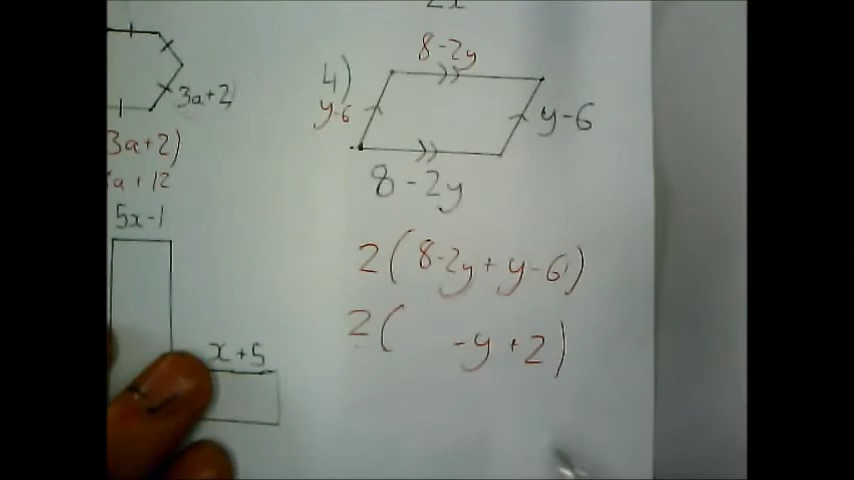 8-2y
4)
y-6
y-6
3a+2
8-2y
3a+2)
a+12
5x-1
2(8-2y+y-6)
2( -y+2)
x+5